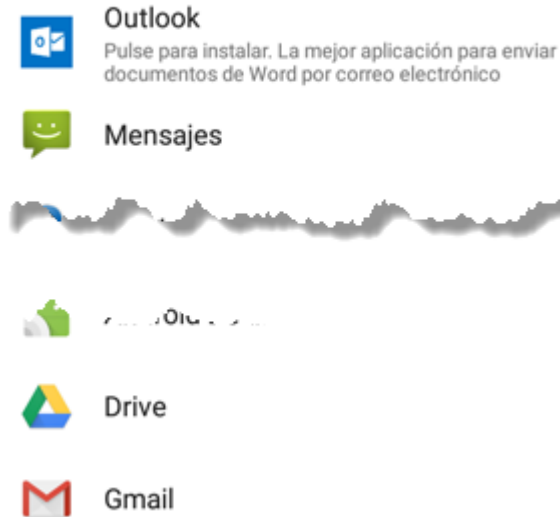 Outlook
Pulse para instalar. La mejor aplicación para enviar
documentos de Word por correo electrónico
Mensajes
Drive
Gmail